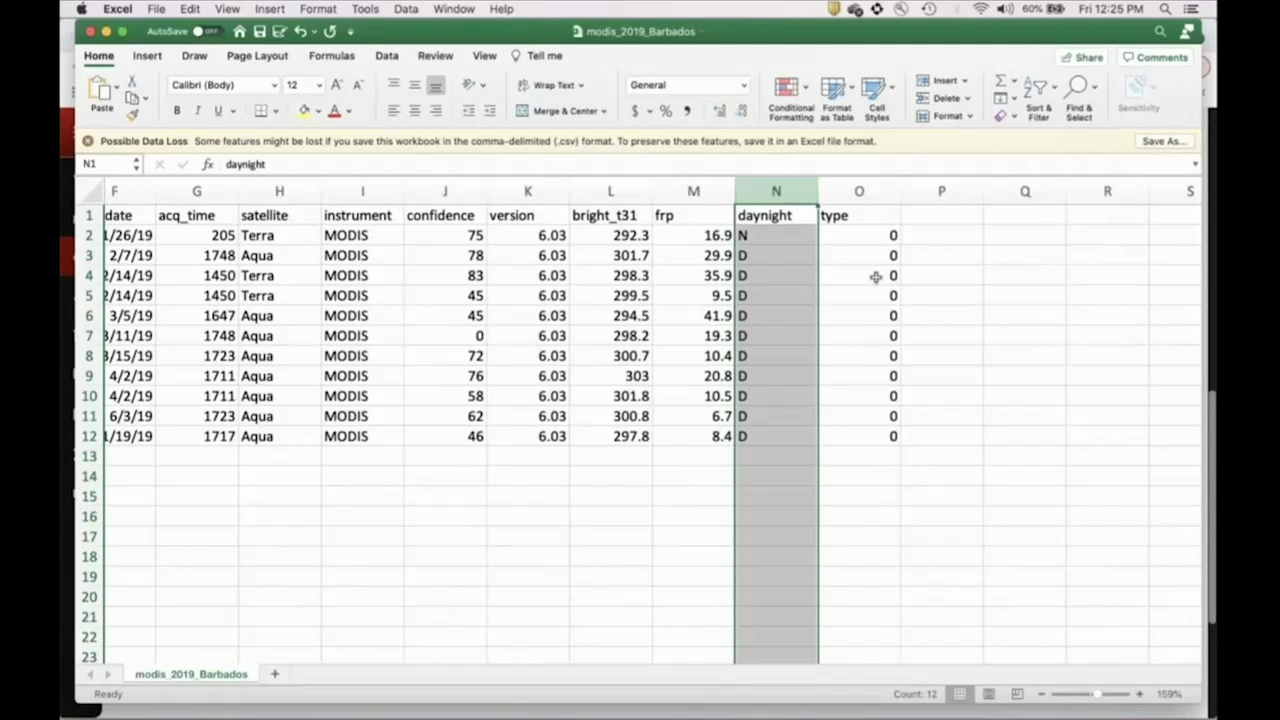 Excel File Edit View Insert Format Tools Data Window Help 60% Fri 12:25 PM
AutoSave OFF modis_2019_Barbados
Home Insert Draw Page Layout Formulas Data Review View Tell me Share Comments
Paste Calibri (Body) 12 A A Wrap Text General Conditional Formatting Format as Table Cell Styles Insert Delete Format Sort & Filter Find & Select Sensitivity
B I U A Merge & Center $ % ,
Possible Data Loss Some features might be lost if you save this workbook in the comma-delimited (.csv) format. To preserve these features, save it in an Excel file format. Save As...
N1 fx daynight
F G H I J K L M N O P Q R S
1 date acq_time satellite instrument confidence version bright_t31 frp daynight type
2 1/26/19 205 Terra MODIS 75 6.03 292.3 16.9 N 0
3 2/7/19 1748 Aqua MODIS 78 6.03 301.7 29.9 D 0
4 2/14/19 1450 Terra MODIS 83 6.03 298.3 35.9 D 0
5 2/14/19 1450 Terra MODIS 45 6.03 299.5 9.5 D 0
6 3/5/19 1647 Aqua MODIS 45 6.03 294.5 41.9 D 0
7 3/11/19 1748 Aqua MODIS 0 6.03 298.2 19.3 D 0
8 3/15/19 1723 Aqua MODIS 72 6.03 300.7 10.4 D 0
9 4/2/19 1711 Aqua MODIS 76 6.03 303 20.8 D 0
10 4/2/19 1711 Aqua MODIS 58 6.03 301.8 10.5 D 0
11 6/3/19 1723 Aqua MODIS 62 6.03 300.8 6.7 D 0
12 1/19/19 1717 Aqua MODIS 46 6.03 297.8 8.4 D 0
13
14
15
16
17
18
19
20
21
22
23
modis_2019_Barbados +
Ready Count: 12 159%